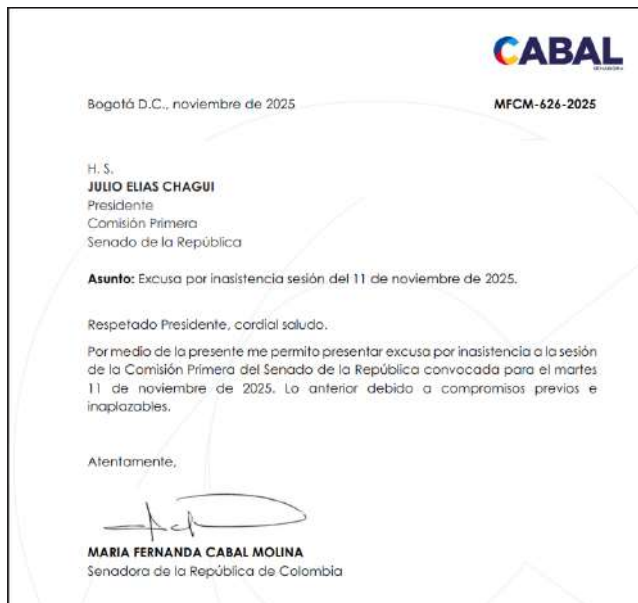 CABAL
SENADORA
Bogotá D.C., noviembre de 2025
MFCM-626-2025
H. S.
JULIO ELIAS CHAGUI
Presidente
Comisión Primera
Senado de la República
Asunto: Excusa por inasistencia sesión del 11 de noviembre de 2025.
Respetado Presidente, cordial saludo.
Por medio de la presente me permito presentar excusa por inasistencia a la sesión
de la Comisión Primera del Senado de la República convocada para el martes
11 de noviembre de 2025. Lo anterior debido a compromisos previos e
inaplazables.
Atentamente,
MARIA FERNANDA CABAL MOLINA
Senadora de la República de Colombia